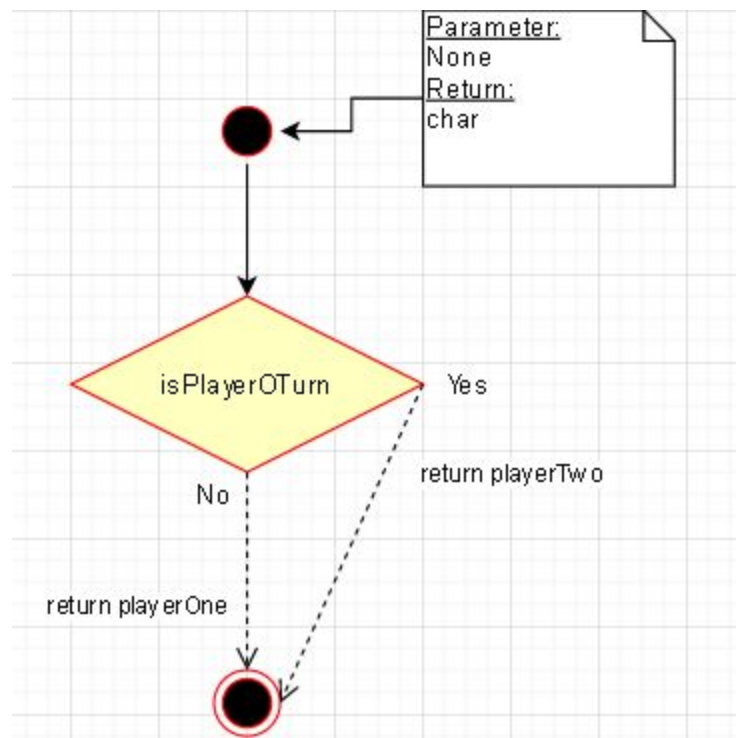 Parameter:
None
Return:
char
isPlayerOTurn
Yes
return playerTwo
No
return playerOne